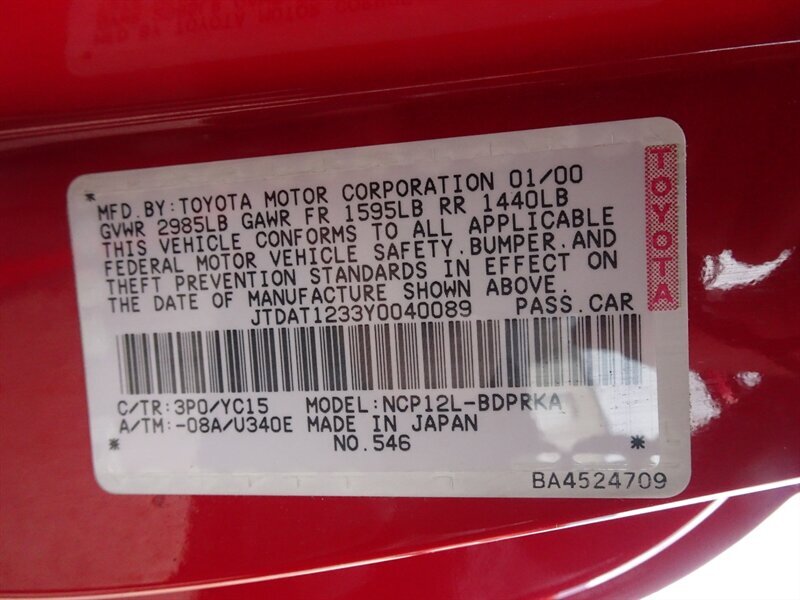 MFD.BY:TOYOTA MOTOR CORPORATION 01/00
GVWR 2985LB GAWR FR 1595LB RR 1440LB
THIS VEHICLE CONFORMS TO ALL APPLICABLE
FEDERAL MOTOR VEHICLE SAFETY,BUMPER,AND
THEFT PREVENTION STANDARDS IN EFFECT ON
THE DATE OF MANUFACTURE SHOWN ABOVE.
JTDAT1233Y0040089 PASS.CAR
C/TR:3P0/YC15 MODEL:NCP12L-BDPRKA
A/TM:-08A/U340E MADE IN JAPAN
* NO.546 *
BA4524709
TOYOTA